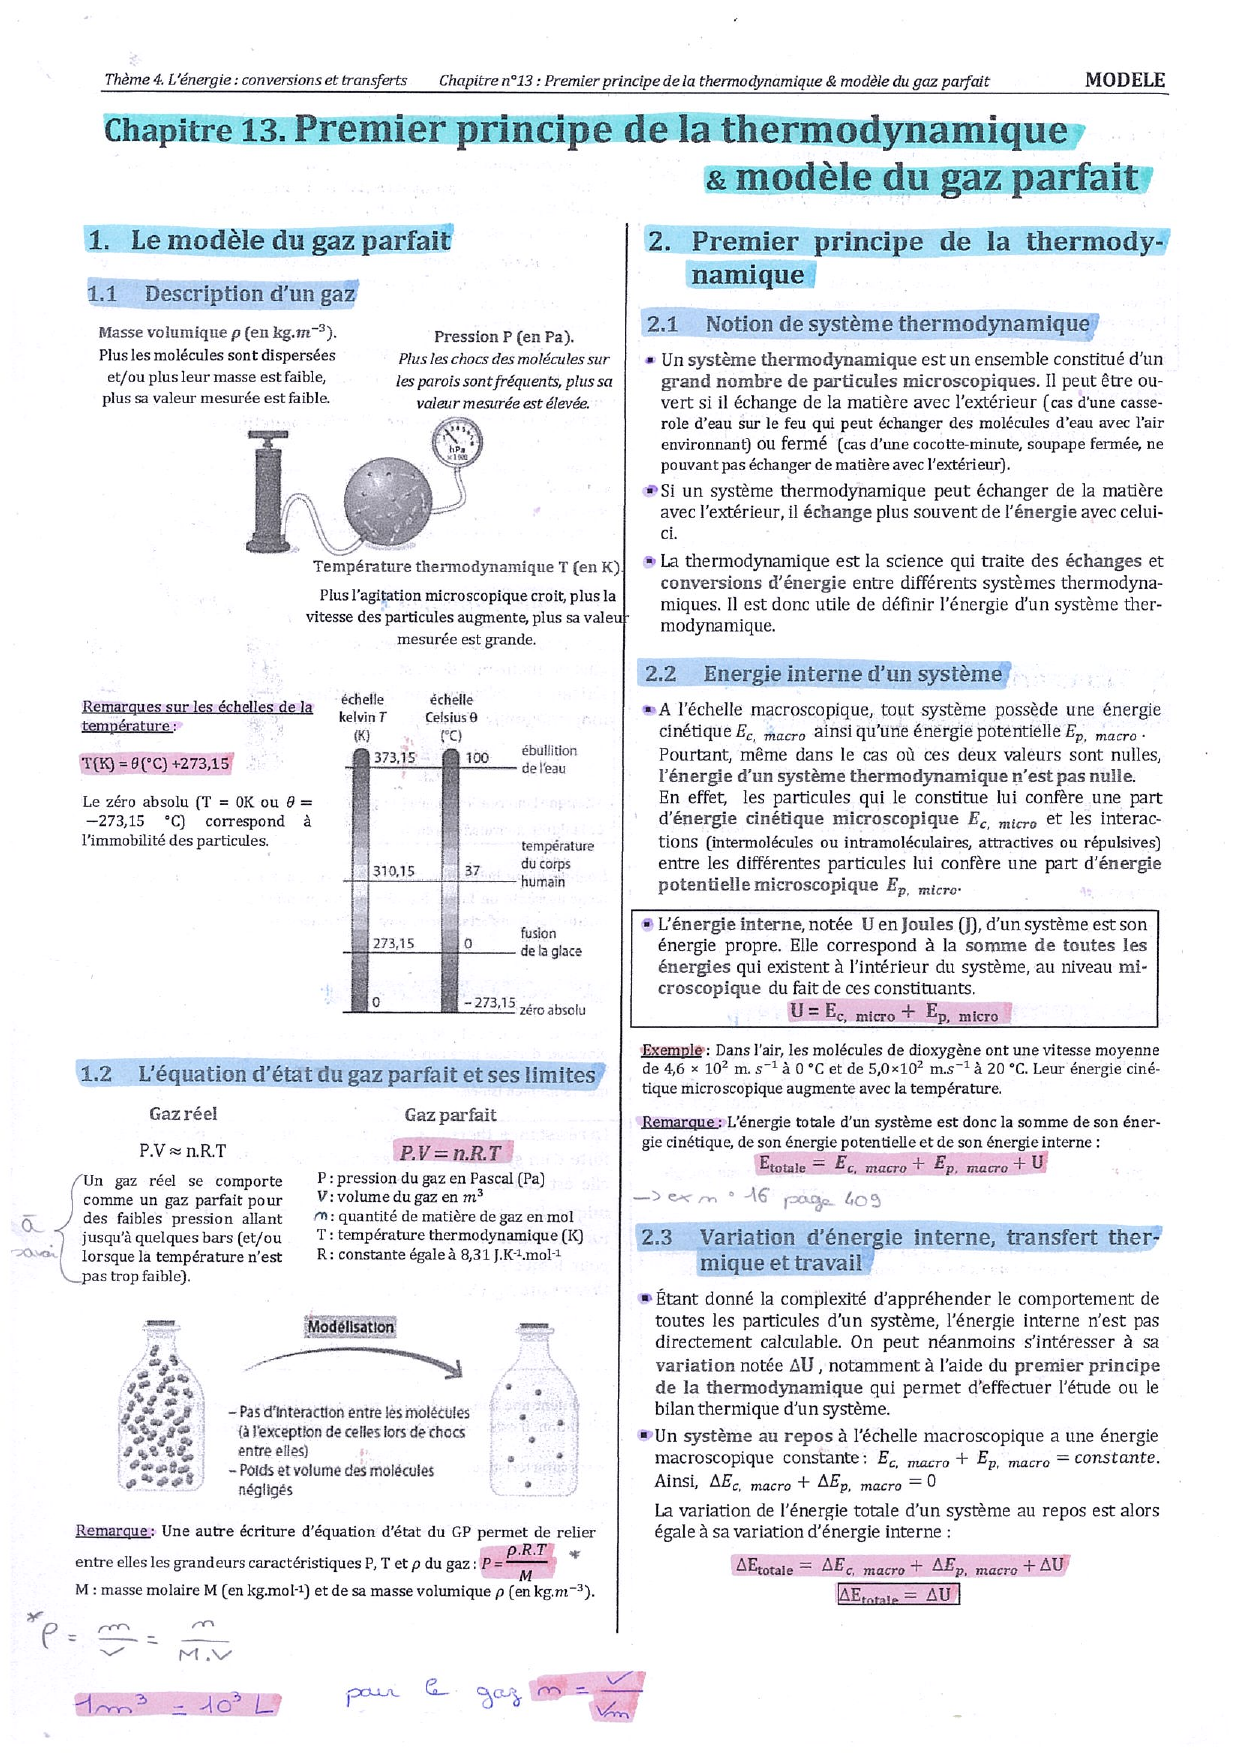 Thème 4. L'énergie : conversions et transferts Chapitre n°13 : Premier principe de la thermodynamique & modèle du gaz parfait MODELE
Chapitre 13. Premier principe de la thermodynamique
& modèle du gaz parfait
1. Le modèle du gaz parfait
1.1 Description d'un gaz
Masse volumique ρ (en kg.m⁻³).
Plus les molécules sont dispersées
et/ou plus leur masse est faible,
plus sa valeur mesurée est faible.
Pression P (en Pa).
Plus les chocs des molécules sur
les parois sont fréquents, plus sa
valeur mesurée est élevée.
hPa
×1000
Température thermodynamique T (en K).
Plus l'agitation microscopique croit, plus la
vitesse des particules augmente, plus sa valeur
mesurée est grande.
Remarques sur les échelles de la
température :
T(K) = θ(°C) +273,15
Le zéro absolu (T = 0K ou θ =
−273,15 °C) correspond à
l'immobilité des particules.
échelle
kelvin T
(K)
échelle
Celsius θ
(°C)
373,15 100 ébullition
de l'eau
température
310,15 37 du corps
humain
fusion
273,15 0 de la glace
0 −273,15 zéro absolu
1.2 L'équation d'état du gaz parfait et ses limites
Gaz réel
P.V ≈ n.R.T
Un gaz réel se comporte
comme un gaz parfait pour
des faibles pression allant
jusqu'à quelques bars (et/ou
lorsque la température n'est
pas trop faible).
à
savoir
Gaz parfait
P.V = n.R.T
P : pression du gaz en Pascal (Pa)
V : volume du gaz en m³
n : quantité de matière de gaz en mol
T : température thermodynamique (K)
R : constante égale à 8,31 J.K⁻¹.mol⁻¹
Modélisation
– Pas d'interaction entre les molécules
(à l'exception de celles lors de chocs
entre elles)
– Poids et volume des molécules
négligés
Remarque : Une autre écriture d'équation d'état du GP permet de relier
entre elles les grandeurs caractéristiques P, T et ρ du gaz : P = ρ.R.T / M *
M : masse molaire M (en kg.mol⁻¹) et de sa masse volumique ρ (en kg.m⁻³).
*ρ = m/V = m/M.V
1m³ = 10³ L
pour le gaz n = V/Vm
2. Premier principe de la thermody-
namique
2.1 Notion de système thermodynamique
▪ Un système thermodynamique est un ensemble constitué d'un
grand nombre de particules microscopiques. Il peut être ou-
vert si il échange de la matière avec l'extérieur (cas d'une casse-
role d'eau sur le feu qui peut échanger des molécules d'eau avec l'air
environnant) ou fermé (cas d'une cocotte-minute, soupape fermée, ne
pouvant pas échanger de matière avec l'extérieur).
▪ Si un système thermodynamique peut échanger de la matière
avec l'extérieur, il échange plus souvent de l'énergie avec celui-
ci.
▪ La thermodynamique est la science qui traite des échanges et
conversions d'énergie entre différents systèmes thermodyna-
miques. Il est donc utile de définir l'énergie d'un système ther-
modynamique.
2.2 Energie interne d'un système
▪ A l'échelle macroscopique, tout système possède une énergie
cinétique Ec, macro ainsi qu'une énergie potentielle Ep, macro .
Pourtant, même dans le cas où ces deux valeurs sont nulles,
l'énergie d'un système thermodynamique n'est pas nulle.
En effet, les particules qui le constitue lui confère une part
d'énergie cinétique microscopique Ec, micro et les interac-
tions (intermolécules ou intramoléculaires, attractives ou répulsives)
entre les différentes particules lui confère une part d'énergie
potentielle microscopique Ep, micro.
▪ L'énergie interne, notée U en Joules (J), d'un système est son
énergie propre. Elle correspond à la somme de toutes les
énergies qui existent à l'intérieur du système, au niveau mi-
croscopique du fait de ces constituants.
U = Ec, micro + Ep, micro
Exemple : Dans l'air, les molécules de dioxygène ont une vitesse moyenne
de 4,6 × 10² m. s⁻¹ à 0 °C et de 5,0×10² m.s⁻¹ à 20 °C. Leur énergie ciné-
tique microscopique augmente avec la température.
Remarque : L'énergie totale d'un système est donc la somme de son éner-
gie cinétique, de son énergie potentielle et de son énergie interne :
Etotale = Ec, macro + Ep, macro + U
→ ex n° 16 page 409
2.3 Variation d'énergie interne, transfert ther-
mique et travail
▪ Étant donné la complexité d'appréhender le comportement de
toutes les particules d'un système, l'énergie interne n'est pas
directement calculable. On peut néanmoins s'intéresser à sa
variation notée ΔU , notamment à l'aide du premier principe
de la thermodynamique qui permet d'effectuer l'étude ou le
bilan thermique d'un système.
▪ Un système au repos à l'échelle macroscopique a une énergie
macroscopique constante : Ec, macro + Ep, macro = constante.
Ainsi, ΔEc, macro + ΔEp, macro = 0
La variation de l'énergie totale d'un système au repos est alors
égale à sa variation d'énergie interne :
ΔEtotale = ΔEc, macro + ΔEp, macro + ΔU
ΔEtotale = ΔU